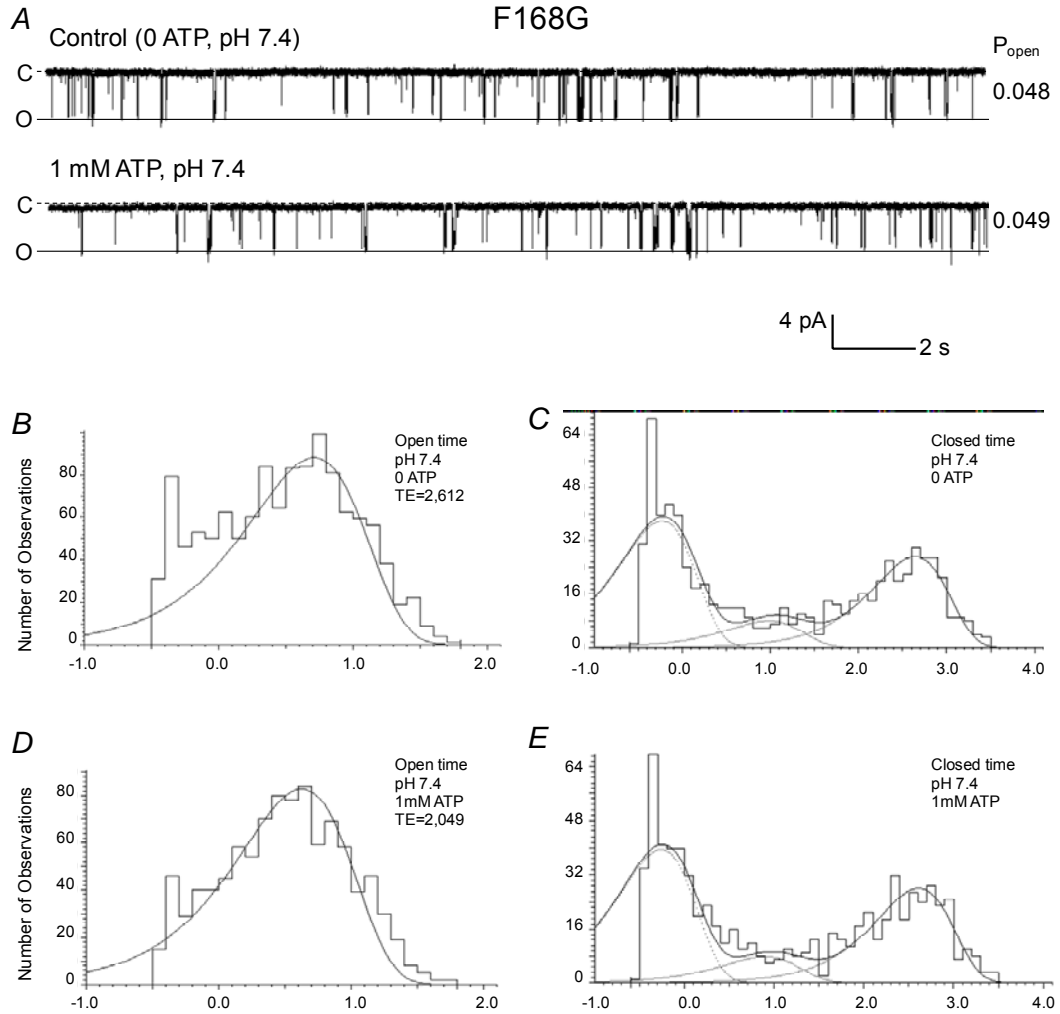 A
F168G
Control (0 ATP, pH 7.4)
Popen
C
0.048
O
1 mM ATP, pH 7.4
C
0.049
O
4 pA
2 s
B
Number of Observations
80
60
40
20
0
-1.0 0.0 1.0 2.0
Open time
pH 7.4
0 ATP
TE=2,612
C
64
48
32
16
0
-1.0 0.0 1.0 2.0 3.0 4.0
Closed time
pH 7.4
0 ATP
D
Number of Observations
80
60
40
20
0
-1.0 0.0 1.0 2.0
Open time
pH 7.4
1mM ATP
TE=2,049
E
64
48
32
16
0
-1.0 0.0 1.0 2.0 3.0 4.0
Closed time
pH 7.4
1mM ATP